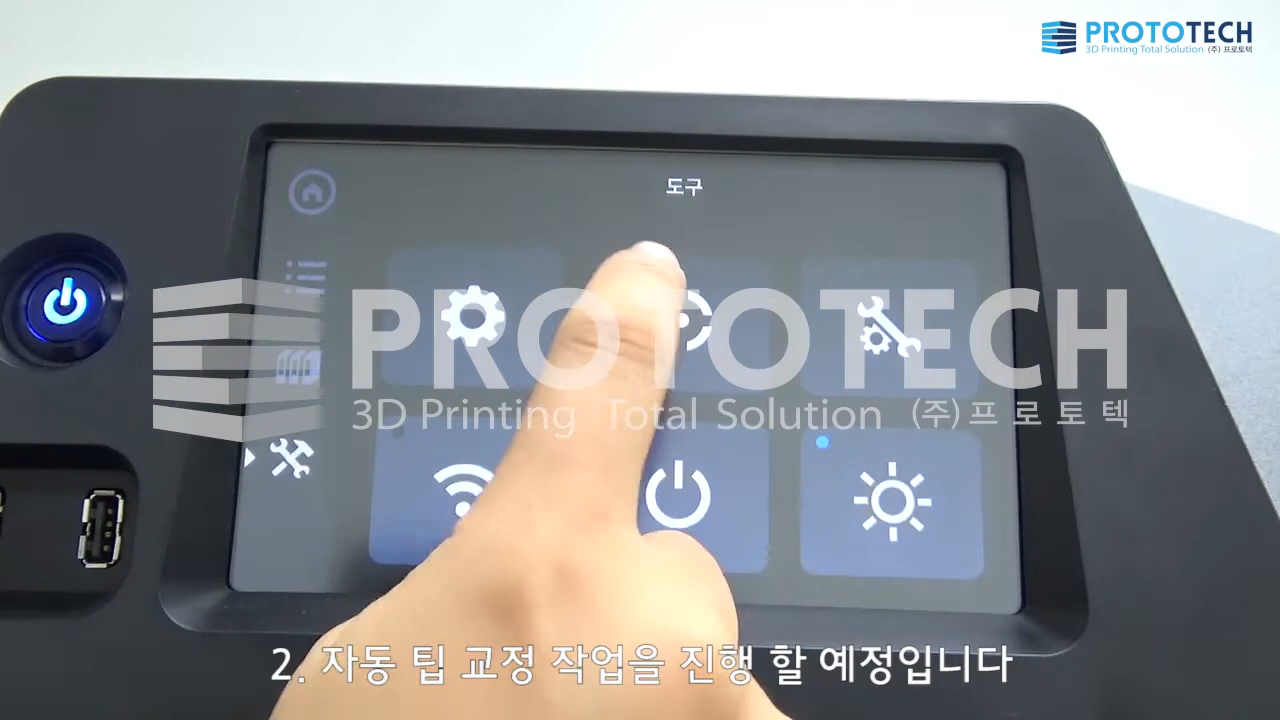 PROTOTECH
3D Printing Total Solution (주) 프로토텍
도구
PROTOTECH
3D Printing Total Solution (주)프로토텍
2. 자동 팁 교정 작업을 진행 할 예정입니다